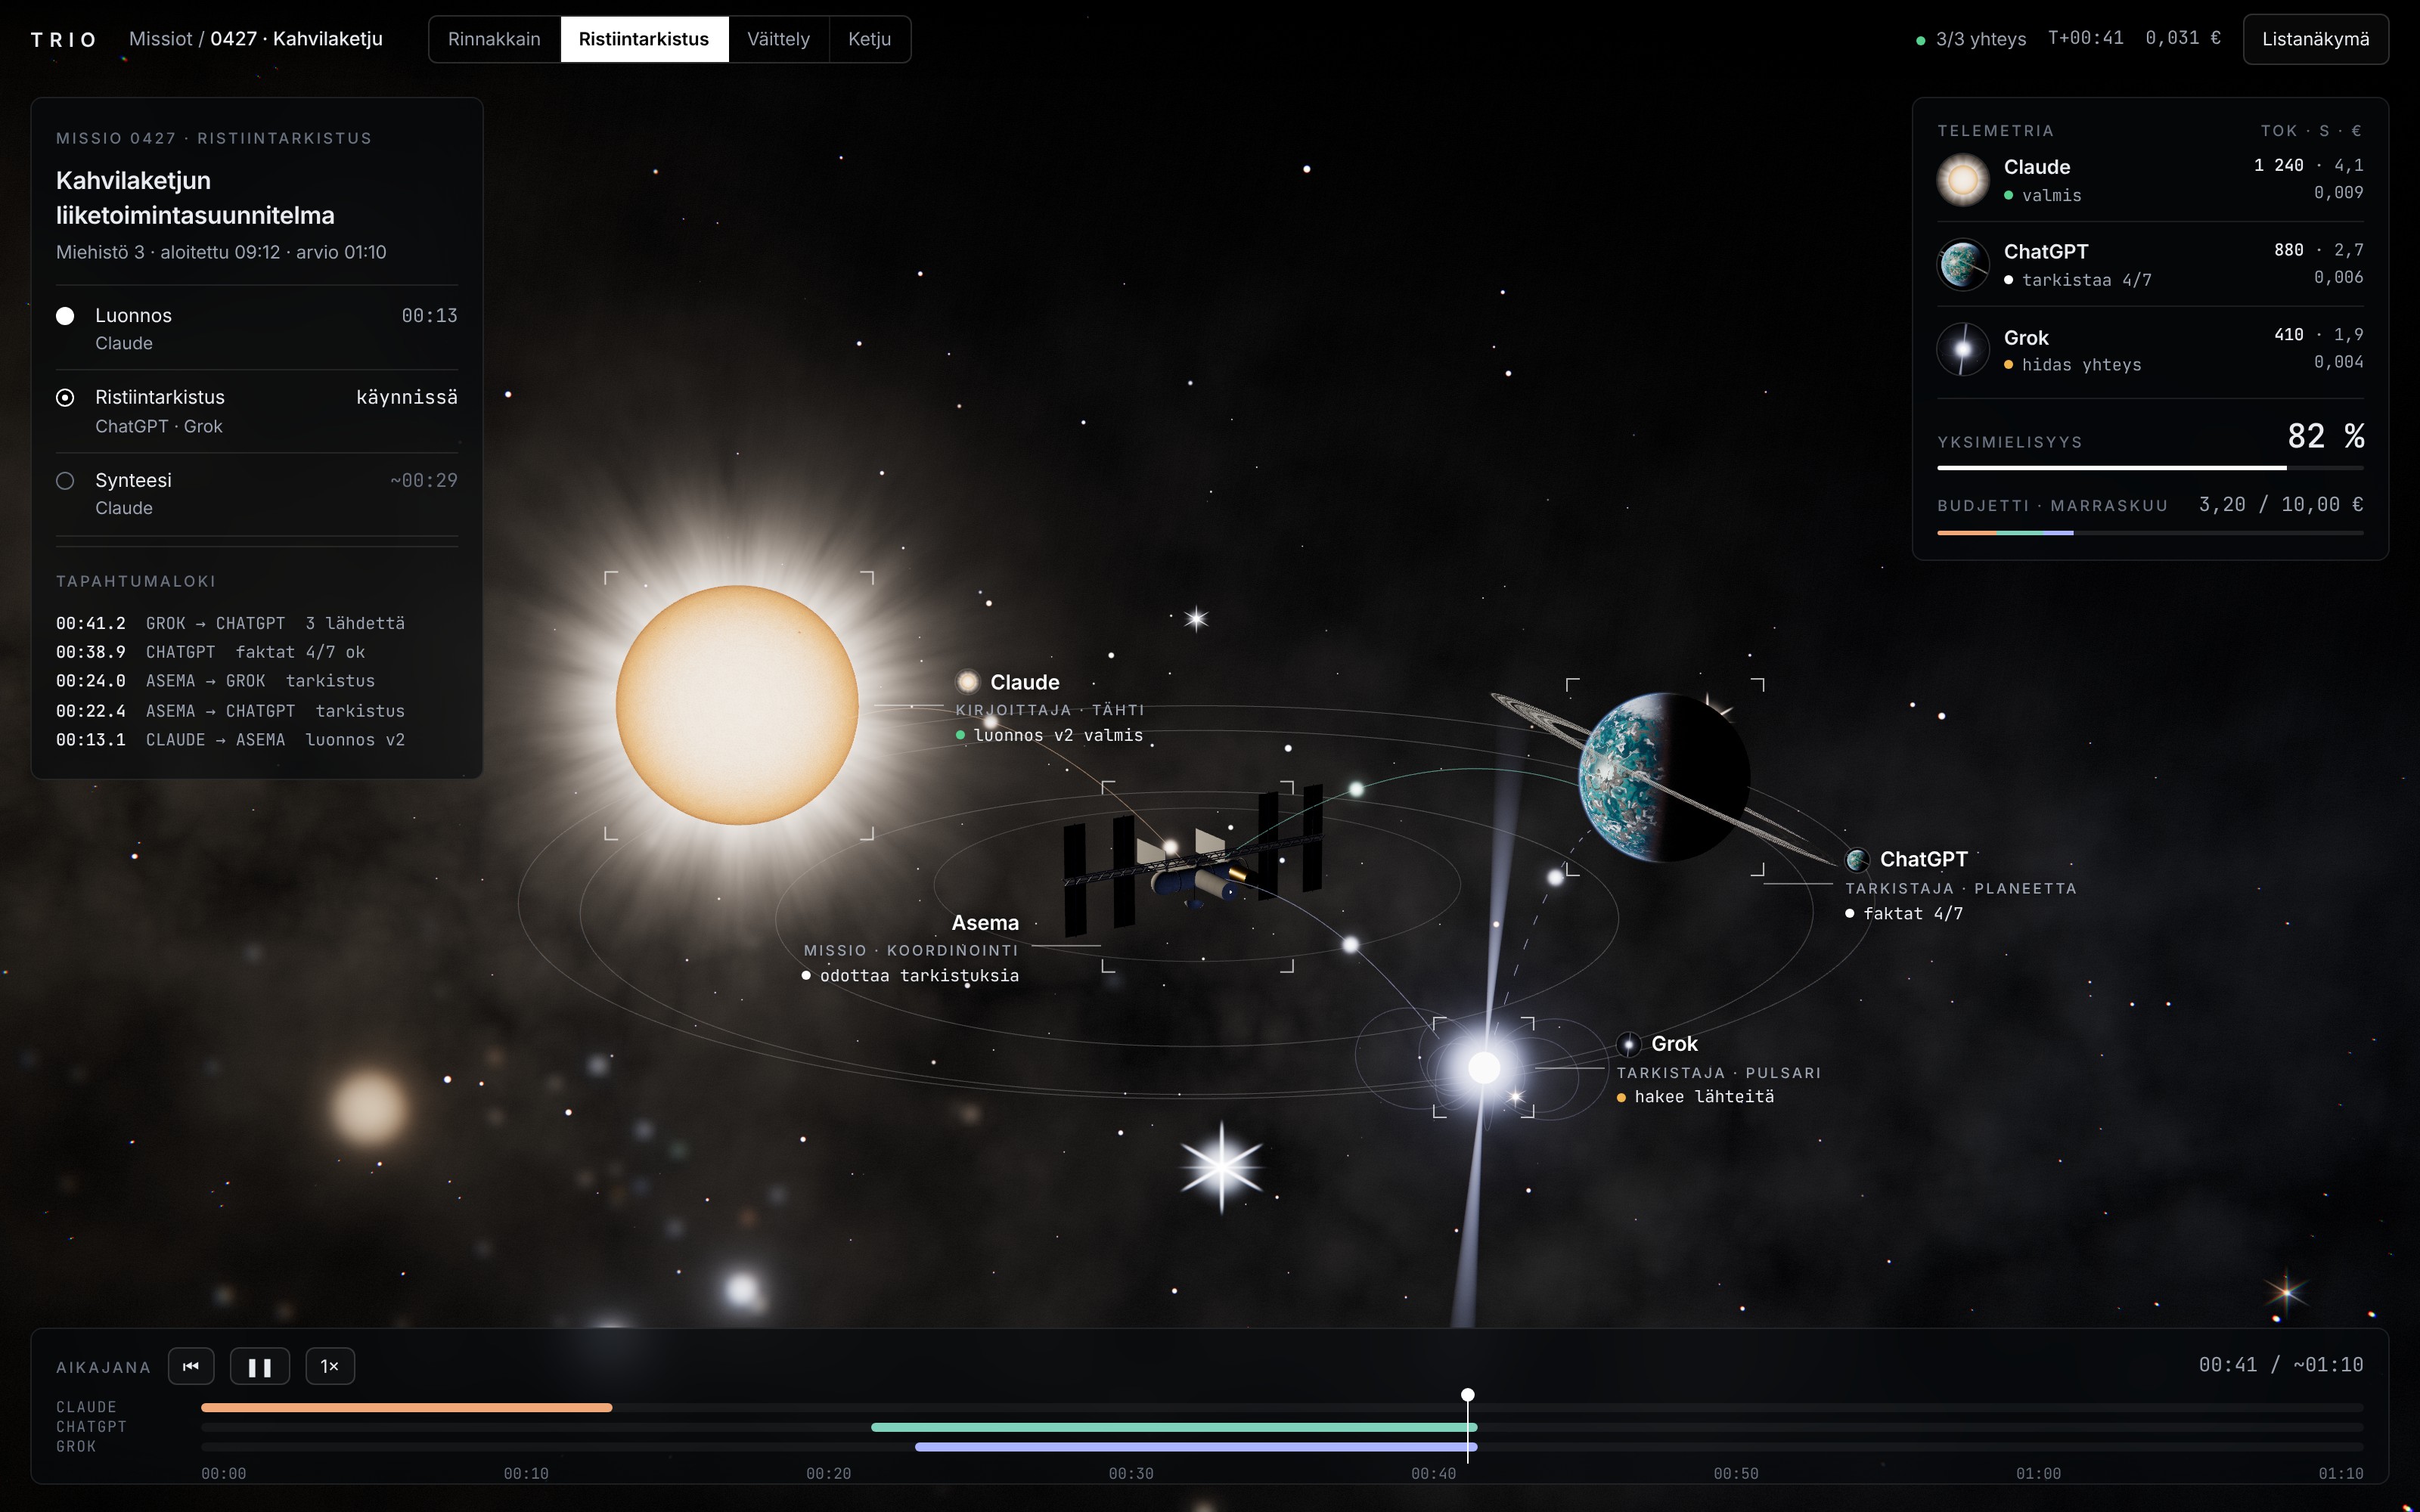 TRIO
Missiot / 0427 · Kahvilaketju
Rinnakkain
Ristiintarkistus
Väittely
Ketju
3/3 yhteys
T+00:41
0,031 €
Listanäkymä
MISSIO 0427 · RISTIINTARKISTUS
Kahvilaketjun
liiketoimintasuunnitelma
Miehistö 3 · aloitettu 09:12 · arvio 01:10
Luonnos 00:13
Claude
Ristiintarkistus käynnissä
ChatGPT · Grok
Synteesi ~00:29
Claude
TAPAHTUMALOKI
00:41.2 GROK → CHATGPT 3 lähdettä
00:38.9 CHATGPT faktat 4/7 ok
00:24.0 ASEMA → GROK tarkistus
00:22.4 ASEMA → CHATGPT tarkistus
00:13.1 CLAUDE → ASEMA luonnos v2
TELEMETRIA TOK · S · €
Claude 1 240 · 4,1
valmis 0,009
ChatGPT 880 · 2,7
tarkistaa 4/7 0,006
Grok 410 · 1,9
hidas yhteys 0,004
YKSIMIELISYYS 82 %
BUDJETTI · MARRASKUU 3,20 / 10,00 €
Claude
KIRJOITTAJA · TÄHTI
luonnos v2 valmis
ChatGPT
TARKISTAJA · PLANEETTA
faktat 4/7
Asema
MISSIO · KOORDINOINTI
odottaa tarkistuksia
Grok
TARKISTAJA · PULSARI
hakee lähteitä
AIKAJANA
1×
00:41 / ~01:10
CLAUDE
CHATGPT
GROK
00:00 00:10 00:20 00:30 00:40 00:50 01:00 01:10